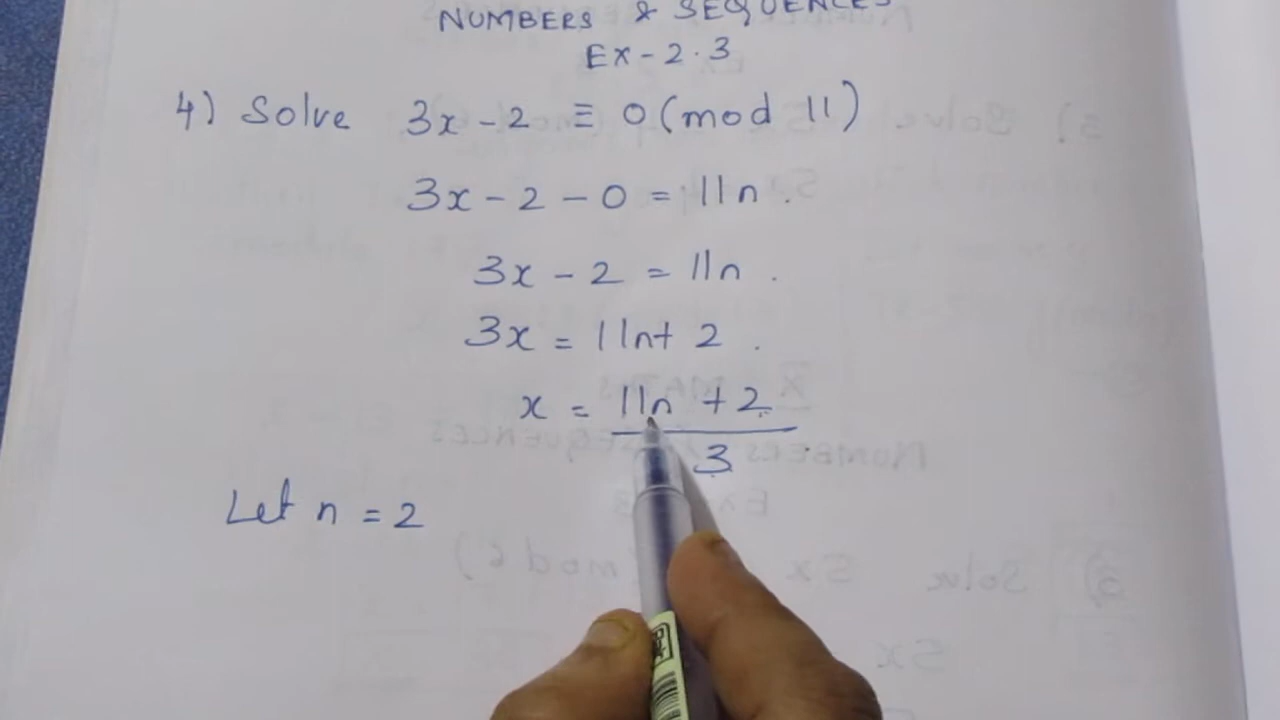 NUMBERS & SEQUENCES
Ex - 2.3
4) Solve 3x - 2 ≡ 0 (mod 11)
3x - 2 - 0 = 11n.
3x - 2 = 11n.
3x = 11n + 2.
x = 11n + 2
3
Let n = 2